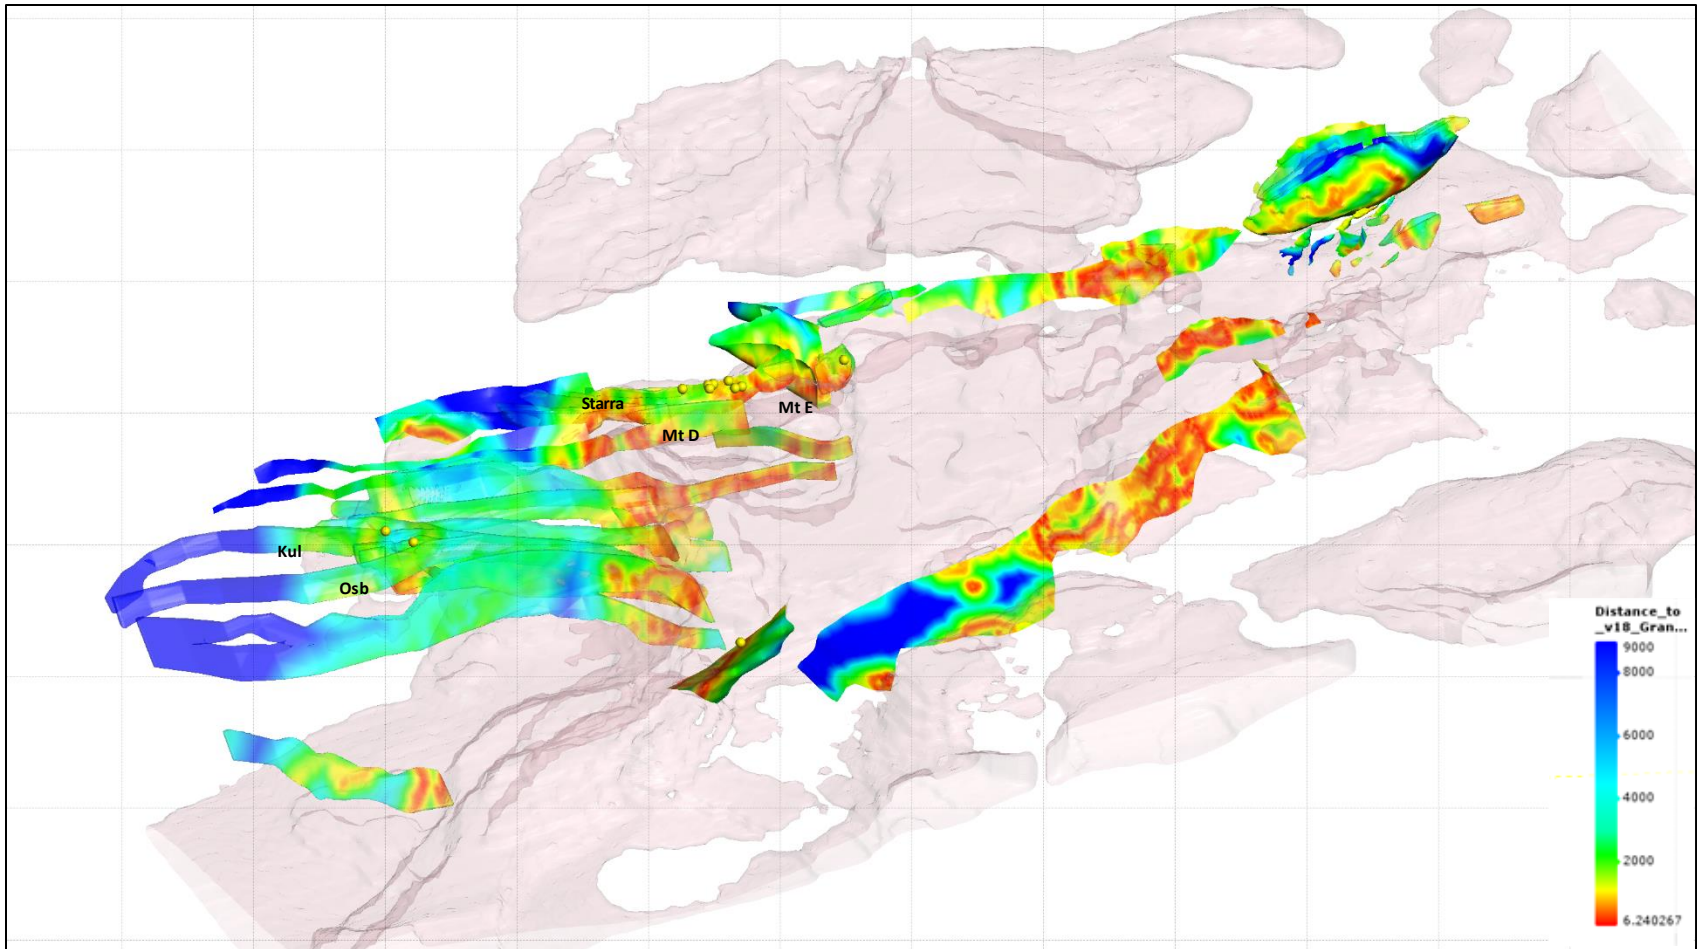 Starra
Mt E
Mt D
Kul
Osb
Distance_to
_v18_Gran...
9000
8000
6000
4000
2000
6.240267